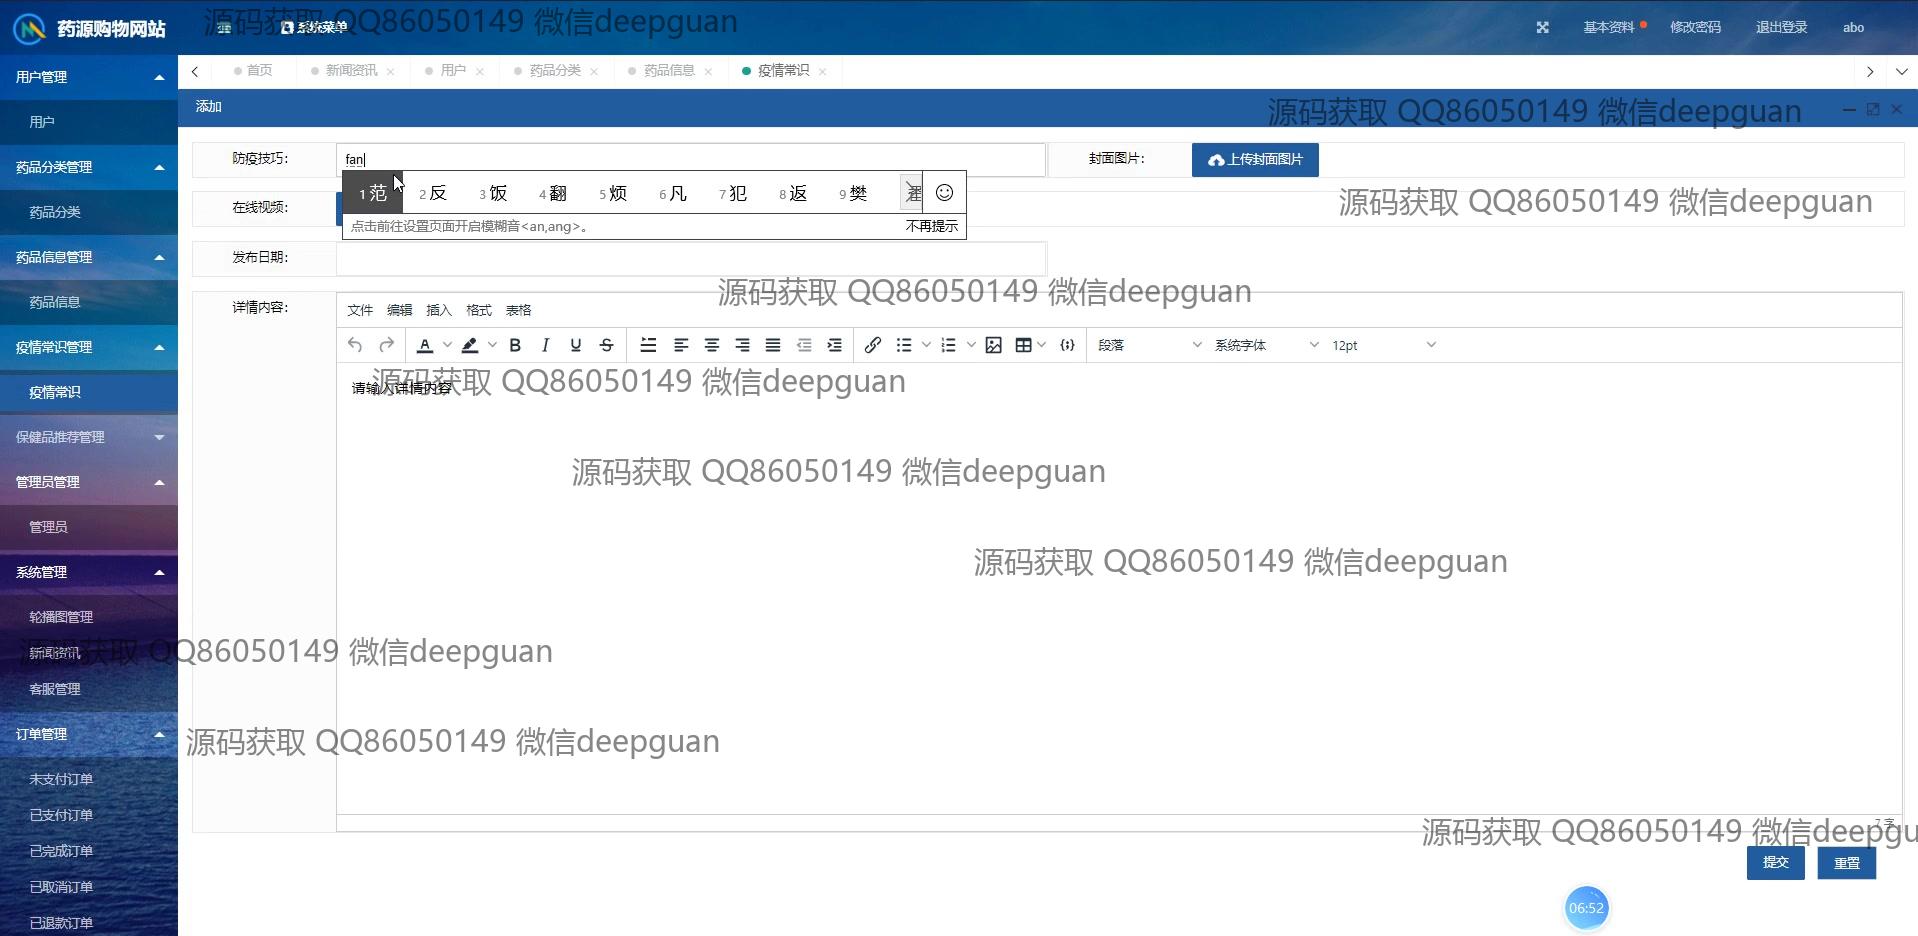 药源购物网站
系统菜单
源码获取 QQ86050149 微信deepguan
基本资料
修改密码
退出登录
abo
用户管理
用户
药品分类管理
药品分类
药品信息管理
药品信息
疫情常识管理
疫情常识
保健品推荐管理
管理员管理
管理员
系统管理
轮播图管理
新闻资讯
客服管理
订单管理
未支付订单
已支付订单
已完成订单
已取消订单
已退款订单
首页
新闻资讯
用户
药品分类
药品信息
疫情常识
添加
源码获取 QQ86050149 微信deepguan
防疫技巧:
fan
封面图片:
上传封面图片
1 范 2 反 3 饭 4 翻 5 烦 6 凡 7 犯 8 返 9 樊
点击前往设置页面开启模糊音<an,ang>。
不再提示
在线视频:
源码获取 QQ86050149 微信deepguan
发布日期:
源码获取 QQ86050149 微信deepguan
详情内容:
文件 编辑 插入 格式 表格
段落 系统字体 12pt
请输入详情内容
源码获取 QQ86050149 微信deepguan
源码获取 QQ86050149 微信deepguan
源码获取 QQ86050149 微信deepguan
源码获取 QQ86050149 微信deepguan
源码获取 QQ86050149 微信deepguan
7 字
源码获取 QQ86050149 微信deepgu
提交 重置
06:52